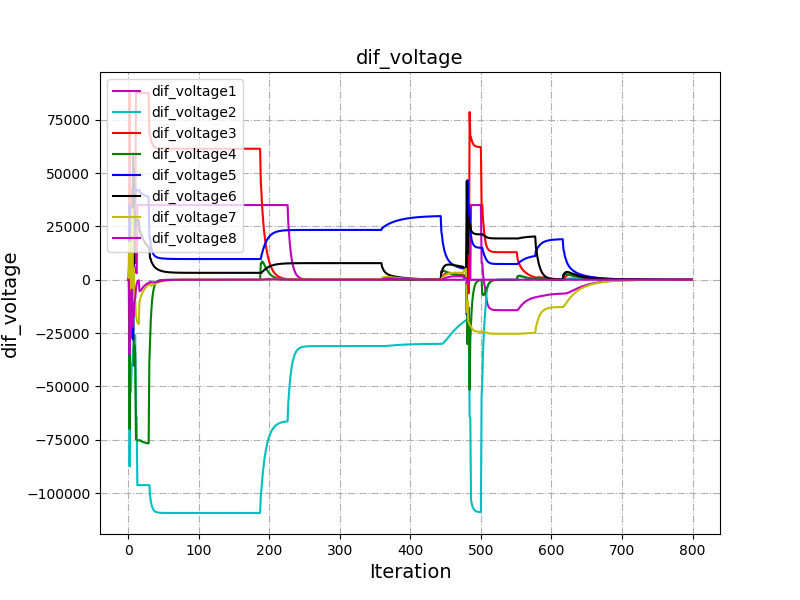 dif_voltage
dif_voltage1
dif_voltage2
dif_voltage3
dif_voltage4
dif_voltage5
dif_voltage6
dif_voltage7
dif_voltage8
75000
50000
25000
0
−25000
−50000
−75000
−100000
dif_voltage
0 100 200 300 400 500 600 700 800
Iteration